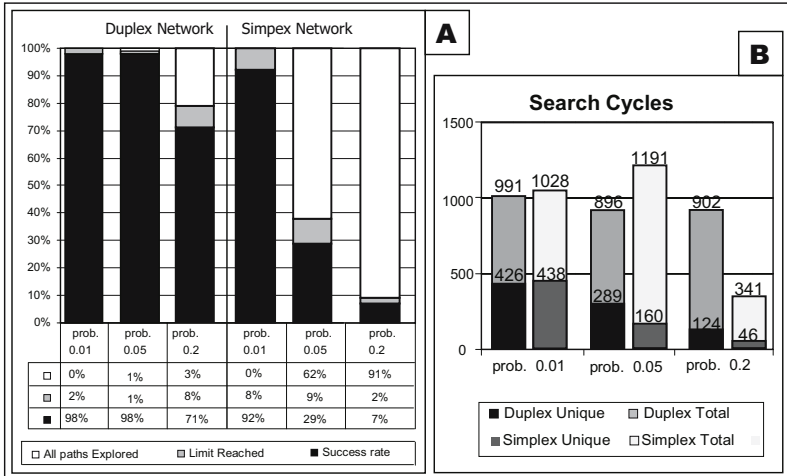 Duplex Network Simpex Network
A
100%
90%
80%
70%
60%
50%
40%
30%
20%
10%
0%
prob. prob. prob. prob. prob. prob.
0.01 0.05 0.2 0.01 0.05 0.2
0% 1% 3% 0% 62% 91%
2% 1% 8% 8% 9% 2%
98% 98% 71% 92% 29% 7%
All paths Explored Limit Reached Success rate
B
Search Cycles
1500
1000
500
0
991 1028 896 1191 902 341
426 438 289 160 124 46
prob. 0.01 prob. 0.05 prob. 0.2
Duplex Unique Duplex Total
Simplex Unique Simplex Total